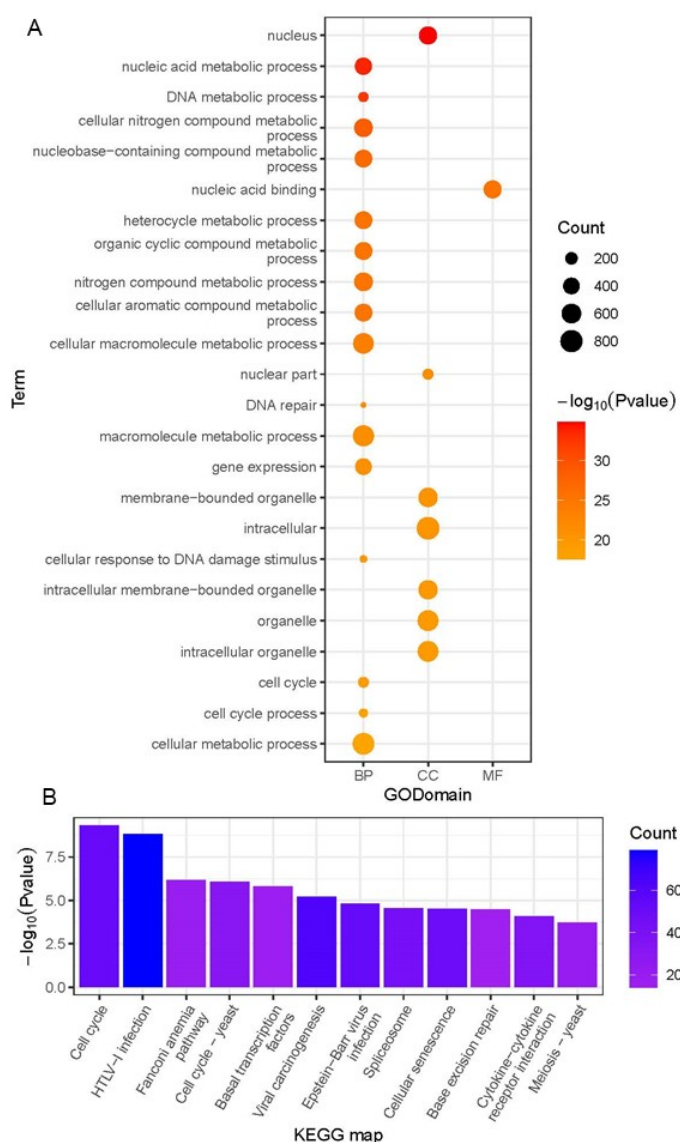 A
nucleus
nucleic acid metabolic process
DNA metabolic process
cellular nitrogen compound metabolic
process
nucleobase-containing compound metabolic
process
nucleic acid binding
heterocycle metabolic process
organic cyclic compound metabolic
process
nitrogen compound metabolic process
cellular aromatic compound metabolic
process
cellular macromolecule metabolic process
nuclear part
DNA repair
macromolecule metabolic process
gene expression
membrane-bounded organelle
intracellular
cellular response to DNA damage stimulus
intracellular membrane-bounded organelle
organelle
intracellular organelle
cell cycle
cell cycle process
cellular metabolic process
Term
BP CC MF
GODomain
Count
200
400
600
800
−log10(Pvalue)
30
25
20
B
−log10(Pvalue)
7.5
5.0
2.5
0.0
Cell cycle
HTLV−I Infection
Fanconi anemia
pathway
Cell cycle − yeast
Basal transcription
factors
Viral carcinogenesis
Epstein−Barr virus
infection
Spliceosome
Cellular senescence
Base excision repair
Cytokine−cytokine
receptor interaction
Meiosis − yeast
KEGG map
Count
60
40
20